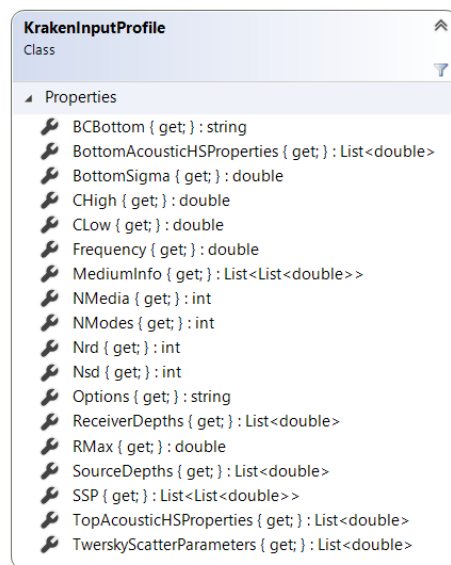 KrakenInputProfile
Class
Properties
BCBottom { get; } : string
BottomAcousticHSProperties { get; } : List<double>
BottomSigma { get; } : double
CHigh { get; } : double
CLow { get; } : double
Frequency { get; } : double
MediumInfo { get; } : List<List<double>>
NMedia { get; } : int
NModes { get; } : int
Nrd { get; } : int
Nsd { get; } : int
Options { get; } : string
ReceiverDepths { get; } : List<double>
RMax { get; } : double
SourceDepths { get; } : List<double>
SSP { get; } : List<List<double>>
TopAcousticHSProperties { get; } : List<double>
TwerskyScatterParameters { get; } : List<double>